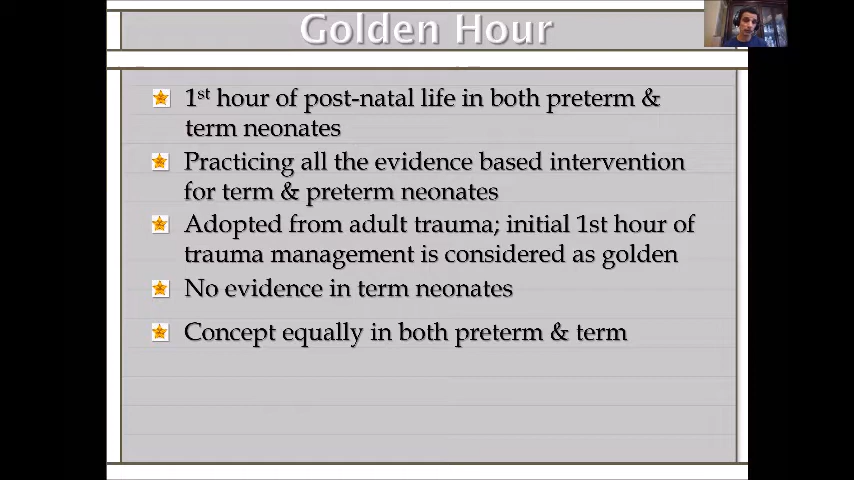 Golden Hour
1st hour of post-natal life in both preterm &
term neonates
Practicing all the evidence based intervention
for term & preterm neonates
Adopted from adult trauma; initial 1st hour of
trauma management is considered as golden
No evidence in term neonates
Concept equally in both preterm & term